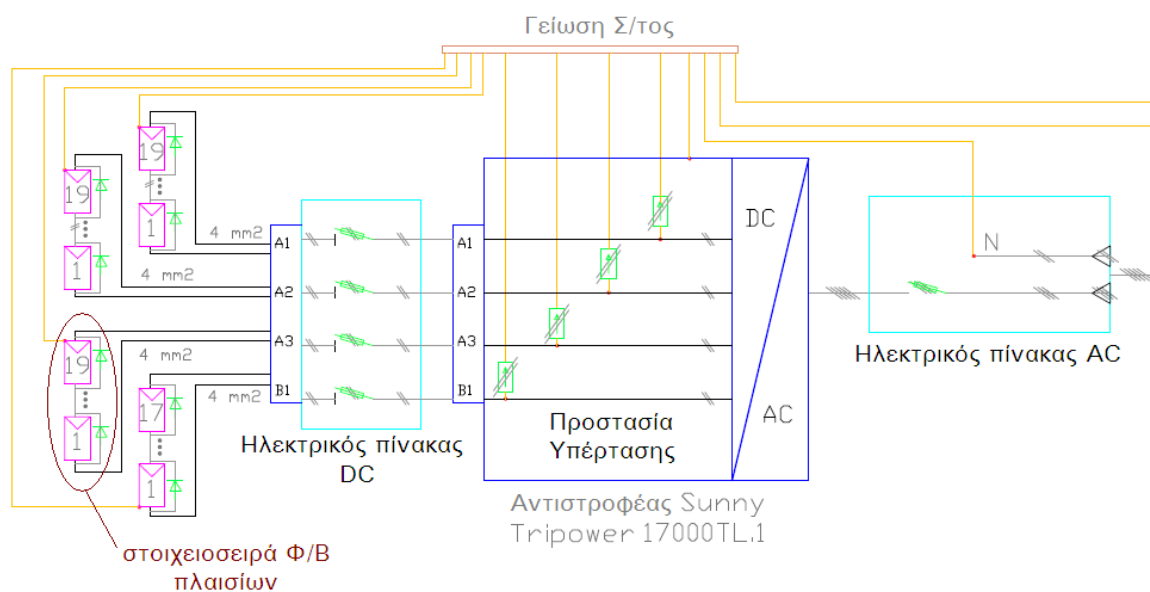 Γείωση Σ/τος
19
19
1
1
4 mm2
4 mm2
A1
A2
A3
B1
A1
A2
A3
B1
DC
AC
N
19
1
17
1
4 mm2
4 mm2
Ηλεκτρικός πίνακας
DC
Προστασία
Υπέρτασης
Ηλεκτρικός πίνακας AC
Αντιστροφέας Sunny
Tripower 17000TL.1
στοιχειοσειρά Φ/Β
πλαισίων